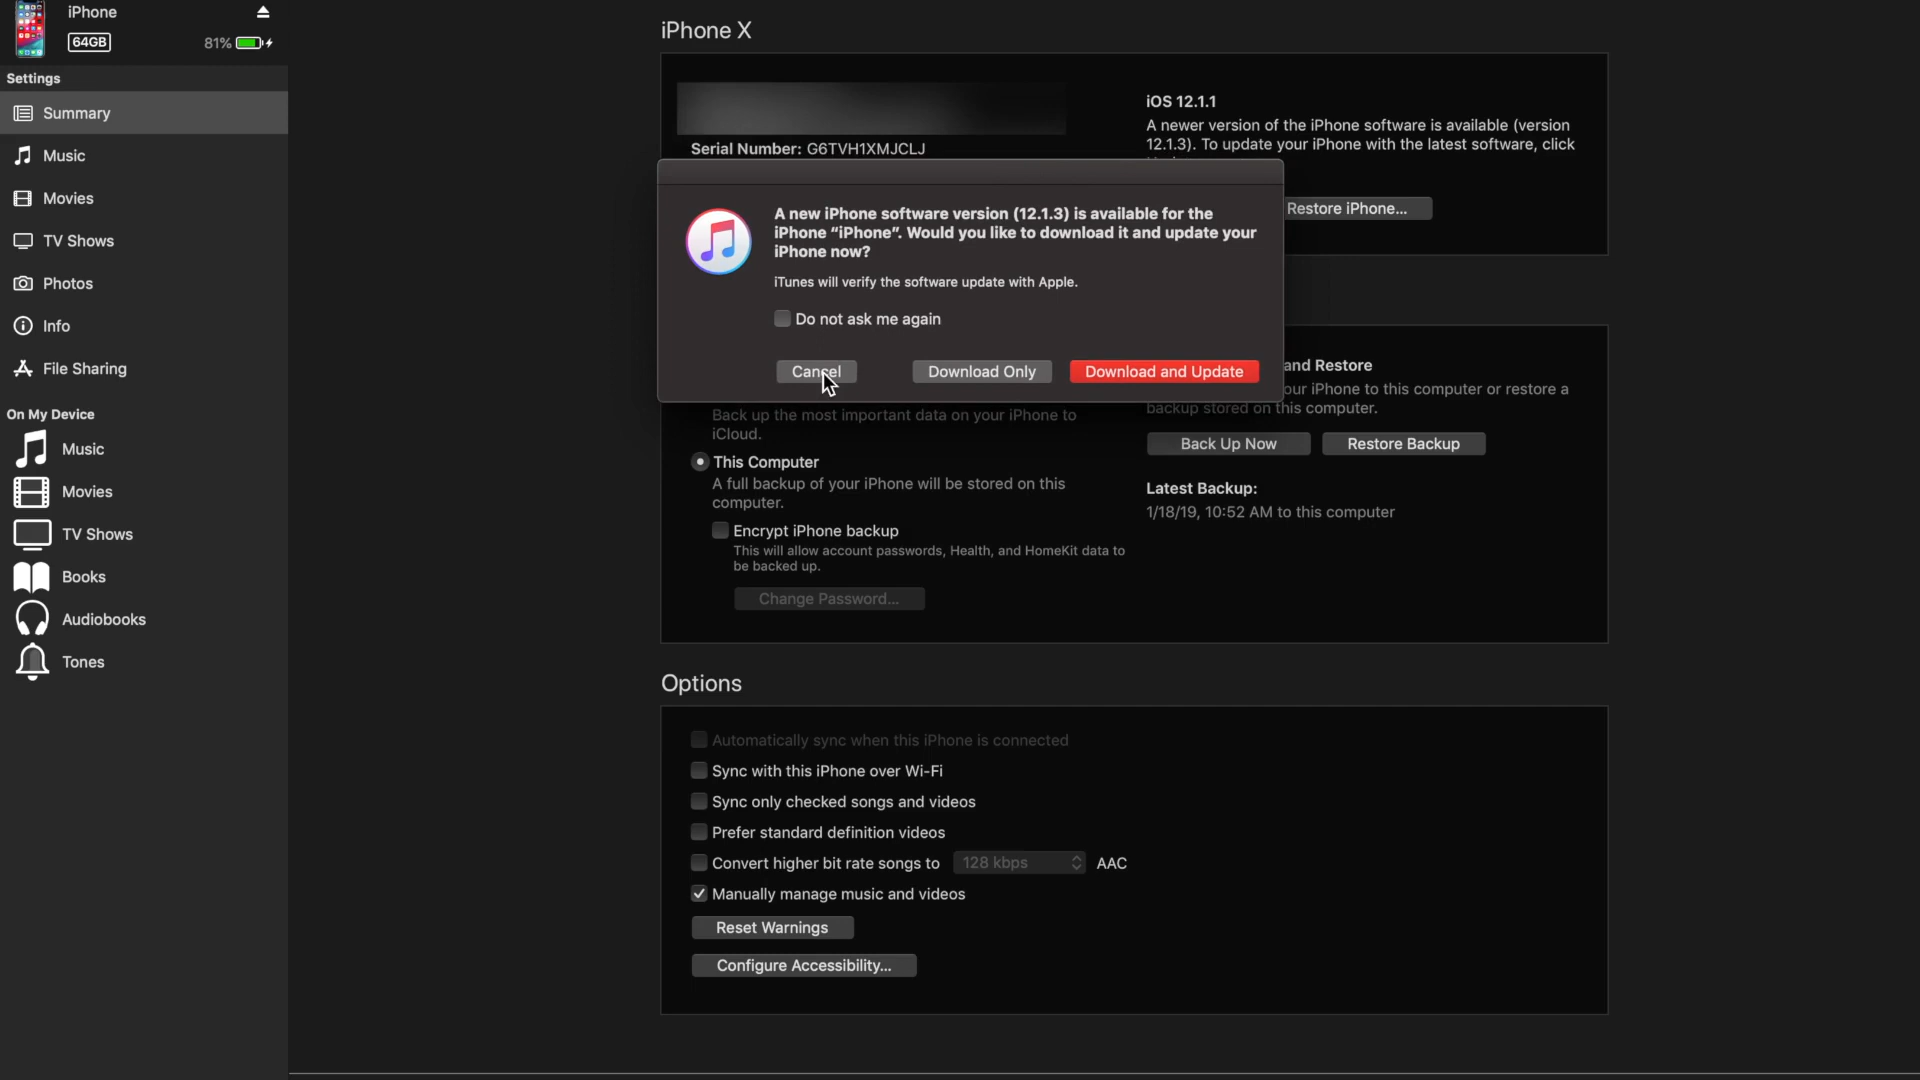 iPhone
64GB
81%
Settings
Summary
Music
Movies
TV Shows
Photos
Info
File Sharing
On My Device
Music
Movies
TV Shows
Books
Audiobooks
Tones
iPhone X
Serial Number: G6TVH1XMJCLJ
iOS 12.1.1
A newer version of the iPhone software is available (version
12.1.3). To update your iPhone with the latest software, click
Restore iPhone...
A new iPhone software version (12.1.3) is available for the
iPhone “iPhone”. Would you like to download it and update your
iPhone now?
iTunes will verify the software update with Apple.
Do not ask me again
Cancel
Download Only
Download and Update
Back up the most important data on your iPhone to
iCloud.
This Computer
A full backup of your iPhone will be stored on this
computer.
Encrypt iPhone backup
This will allow account passwords, Health, and HomeKit data to
be backed up.
Change Password...
and Restore
our iPhone to this computer or restore a
backup stored on this computer.
Back Up Now
Restore Backup
Latest Backup:
1/18/19, 10:52 AM to this computer
Options
Automatically sync when this iPhone is connected
Sync with this iPhone over Wi-Fi
Sync only checked songs and videos
Prefer standard definition videos
Convert higher bit rate songs to 128 kbps AAC
Manually manage music and videos
Reset Warnings
Configure Accessibility...